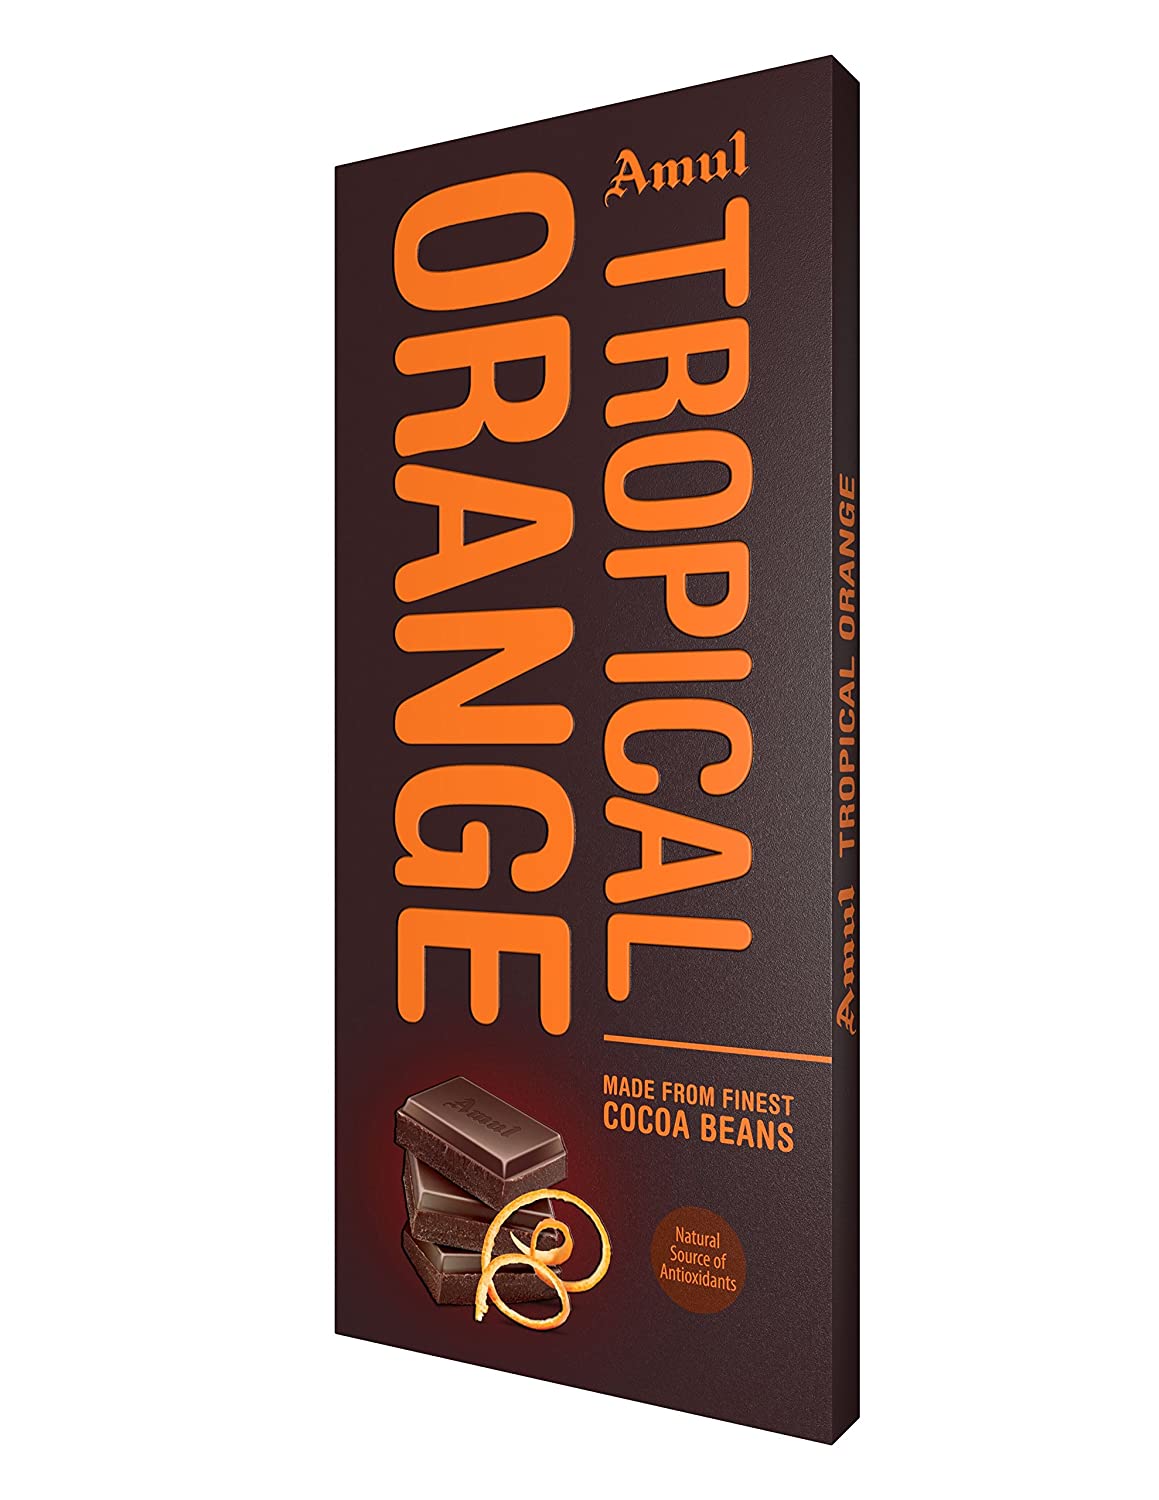 Amul
TROPICAL
ORANGE
MADE FROM FINEST
COCOA BEANS
Natural
Source of
Antioxidants
Amul
Amul TROPICAL ORANGE